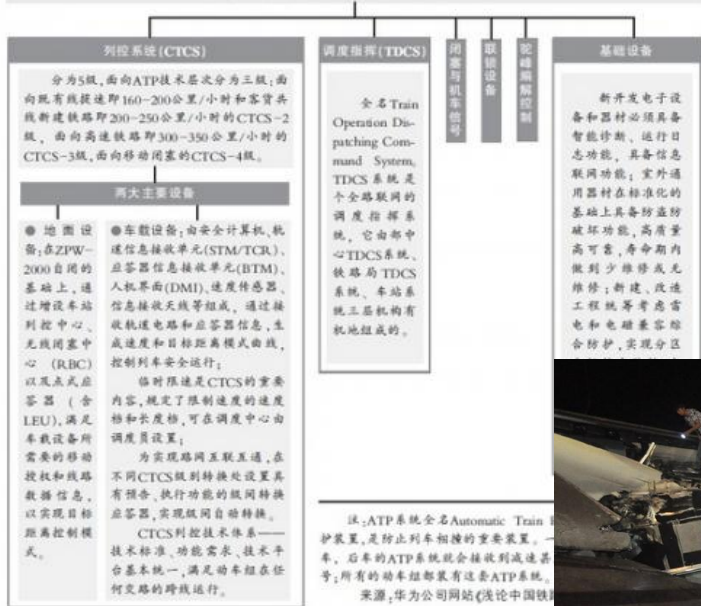 列控系统(CTCS)
分为5级,面向ATP技术层次分为三级:面
向既有线提速即160-200公里/小时和客货共
线新建铁路即200-250公里/小时的CTCS-2
级，面向高速铁路即300-350公里/小时的
CTCS-3级,面向移动闭塞的CTCS-4级。
两大主要设备
● 地面设
备:在ZPW-
2000自闭的
基础上，通
过增设车站
列控中心、
无线闭塞中
心 (RBC)
以及点式应
答器 (含
LEU),满足
车载设备所
需要的移动
授权和线路
数据信息，
以实现目标
距离控制模
式。
●车载设备:由安全计算机、轨
道信息接收单元(STM/TCR)、
应答器信息接收单元(BTM)、
人机界面(DMI)、速度传感器、
信息接收天线等组成，通过接
收轨道电路和应答器信息,生
成速度和目标距离模式曲线，
控制列车安全运行;
临时限速是CTCS的重要
内容,规定了限制速度的速度
档和长度档,可在调度中心由
调度员设置;
为实现路网互联互通,在
不同CTCS级别转换处设置具
有预告、执行功能的级间转换
应答器,实现级间自动转换。
CTCS列控技术体系——
技术标准、功能需求、技术平
台基本统一,满足动车组在任
何交路的跨线运行。
调度指挥(TDCS)
全名Train
Operation Dis-
patching Com-
mand System,
TDCS系统是
个全路联网的
调度指挥系
统，它由部中
心TDCS系统、
铁路局TDCS
系统、车站系
统三层机构有
机地组成的。
闭塞与机车信号
联锁设备
驼峰编解控制
基础设备
新开发电子设
备和器材必须具备
智能诊断、运行日
志功能，具备信息
联网功能；室外通
用器材在标准化的
基础上具备防盗防
破坏功能,高质量
高可靠,寿命期内
做到少维修或无
维修；新建、改造
工程统筹考虑雷
电和电磁兼容综
合防护,实现分区
注:ATP系统全名Automatic Train
护装置,是防止列车相撞的重要装置。一
车，后车的ATP系统就会接收到减速甚
号;所有的动车组都装有这套ATP系统。
来源:华为公司网站《浅论中国铁路